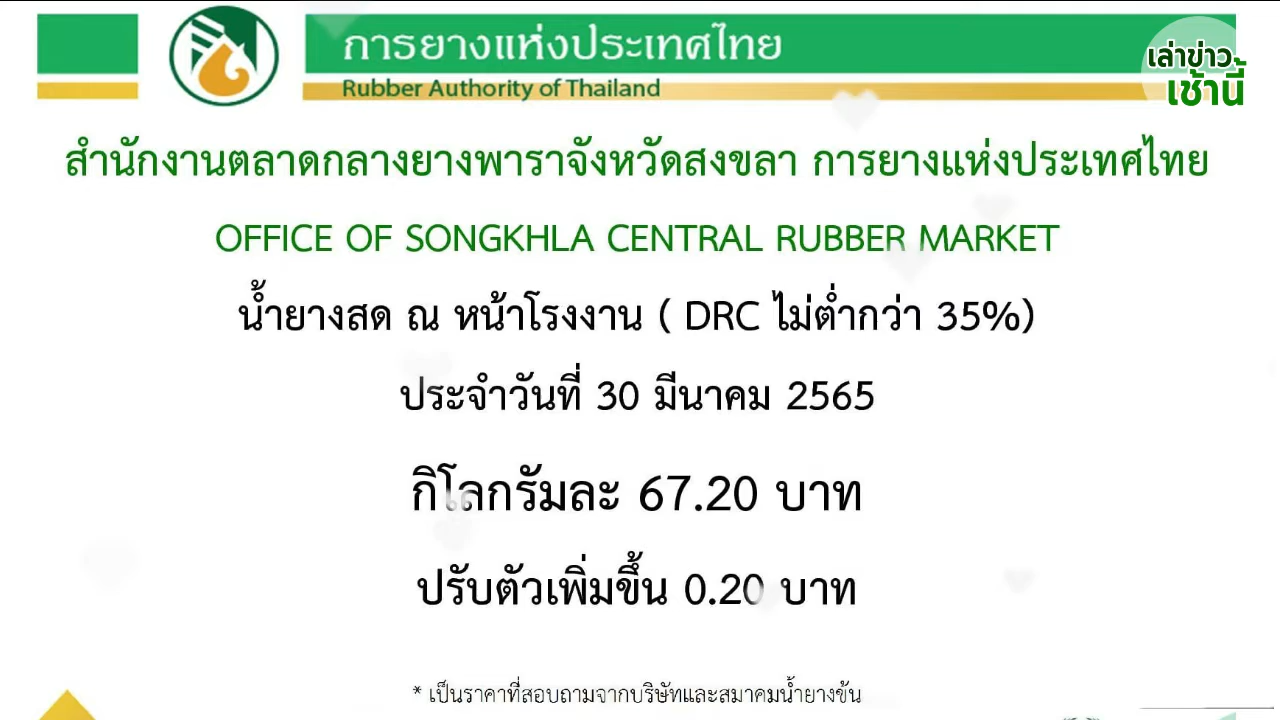 การยางแห่งประเทศไทย
Rubber Authority of Thailand
เล่าข่าว
เช้านี้
สำนักงานตลาดกลางยางพาราจังหวัดสงขลา การยางแห่งประเทศไทย
OFFICE OF SONGKHLA CENTRAL RUBBER MARKET
น้ำยางสด ณ หน้าโรงงาน ( DRC ไม่ต่ำกว่า 35%)
ประจำวันที่ 30 มีนาคม 2565
กิโลกรัมละ 67.20 บาท
ปรับตัวเพิ่มขึ้น 0.20 บาท
* เป็นราคาที่สอบถามจากบริษัทและสมาคมน้ำยางข้น